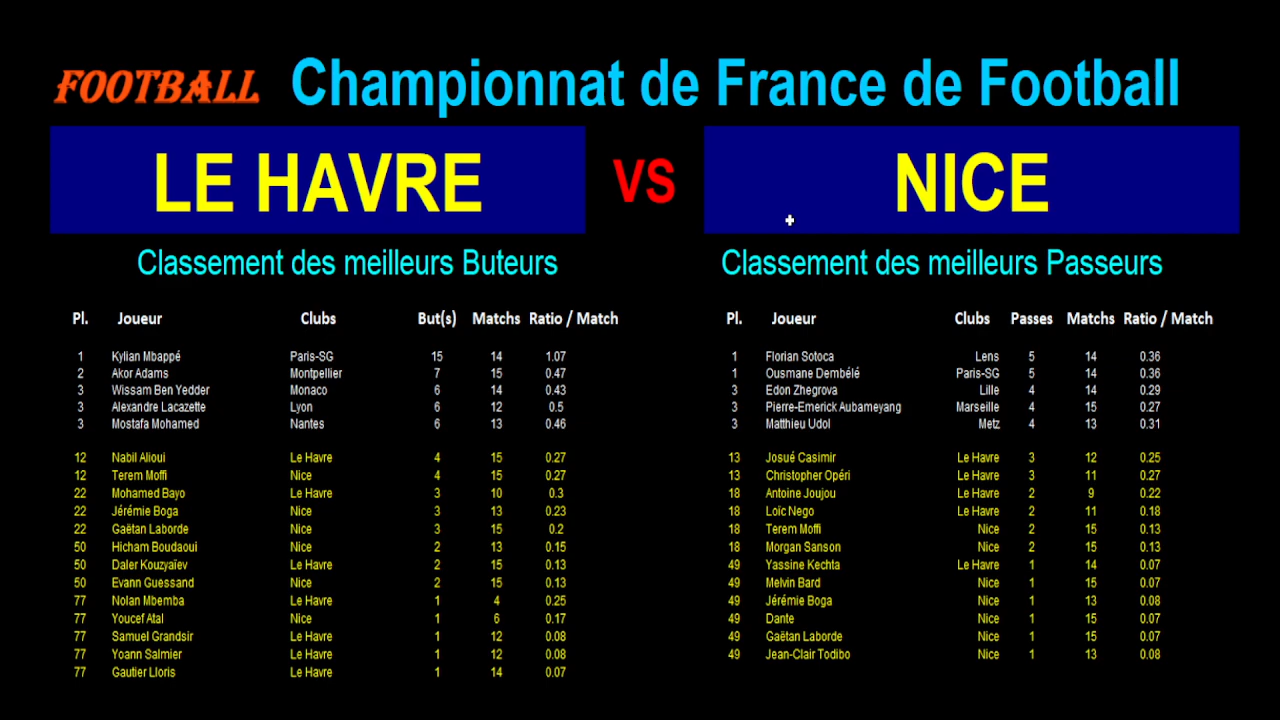 FOOTBALL Championnat de France de Football
LE HAVRE VS NICE
Classement des meilleurs Buteurs
Pl. Joueur Clubs But(s) Matchs Ratio / Match
1 Kylian Mbappé Paris-SG 15 14 1.07
2 Akor Adams Montpellier 7 15 0.47
3 Wissam Ben Yedder Monaco 6 14 0.43
3 Alexandre Lacazette Lyon 6 12 0.5
3 Mostafa Mohamed Nantes 6 13 0.46
12 Nabil Alioui Le Havre 4 15 0.27
12 Terem Moffi Nice 4 15 0.27
22 Mohamed Bayo Le Havre 3 10 0.3
22 Jérémie Boga Nice 3 13 0.23
22 Gaëtan Laborde Nice 3 15 0.2
50 Hicham Boudaoui Nice 2 13 0.15
50 Daler Kouzyaïev Le Havre 2 15 0.13
50 Evann Guessand Nice 2 15 0.13
77 Nolan Mbemba Le Havre 1 4 0.25
77 Youcef Atal Nice 1 6 0.17
77 Samuel Grandsir Le Havre 1 12 0.08
77 Yoann Salmier Le Havre 1 12 0.08
77 Gautier Lloris Le Havre 1 14 0.07
Classement des meilleurs Passeurs
Pl. Joueur Clubs Passes Matchs Ratio / Match
1 Florian Sotoca Lens 5 14 0.36
1 Ousmane Dembélé Paris-SG 5 14 0.36
3 Edon Zhegrova Lille 4 14 0.29
3 Pierre-Emerick Aubameyang Marseille 4 15 0.27
3 Matthieu Udol Metz 4 13 0.31
13 Josué Casimir Le Havre 3 12 0.25
13 Christopher Opéri Le Havre 3 11 0.27
18 Antoine Joujou Le Havre 2 9 0.22
18 Loïc Nego Le Havre 2 11 0.18
18 Terem Moffi Nice 2 15 0.13
18 Morgan Sanson Nice 2 15 0.13
49 Yassine Kechta Le Havre 1 14 0.07
49 Melvin Bard Nice 1 15 0.07
49 Jérémie Boga Nice 1 13 0.08
49 Dante Nice 1 15 0.07
49 Gaëtan Laborde Nice 1 15 0.07
49 Jean-Clair Todibo Nice 1 13 0.08